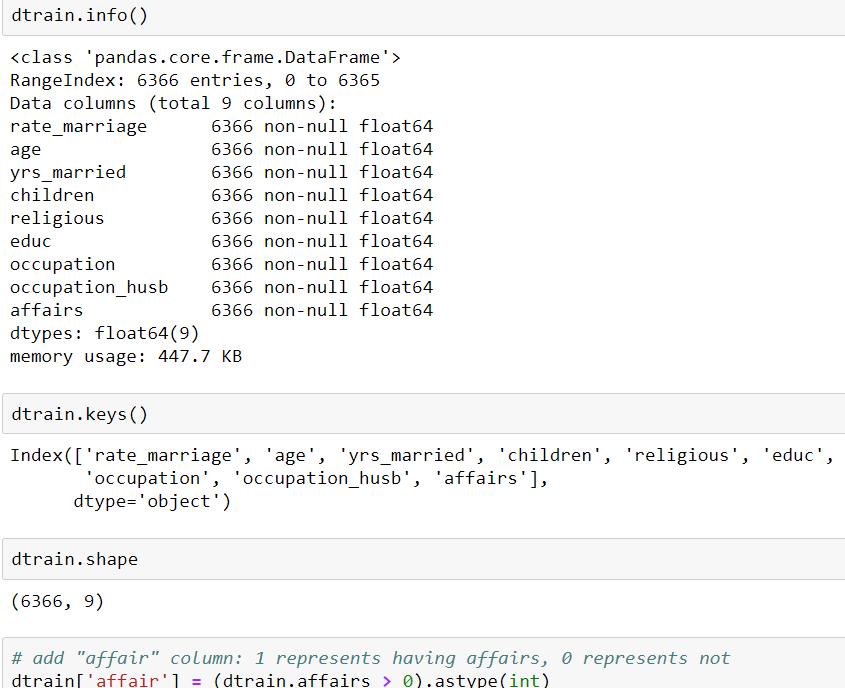 dtrain.info()
<class 'pandas.core.frame.DataFrame'>
RangeIndex: 6366 entries, 0 to 6365
Data columns (total 9 columns):
rate_marriage      6366 non-null float64
age                6366 non-null float64
yrs_married        6366 non-null float64
children           6366 non-null float64
religious          6366 non-null float64
educ               6366 non-null float64
occupation         6366 non-null float64
occupation_husb    6366 non-null float64
affairs            6366 non-null float64
dtypes: float64(9)
memory usage: 447.7 KB
dtrain.keys()
Index(['rate_marriage', 'age', 'yrs_married', 'children', 'religious', 'educ',
       'occupation', 'occupation_husb', 'affairs'],
      dtype='object')
dtrain.shape
(6366, 9)
# add "affair" column: 1 represents having affairs, 0 represents not
dtrain['affair'] = (dtrain.affairs > 0).astype(int)